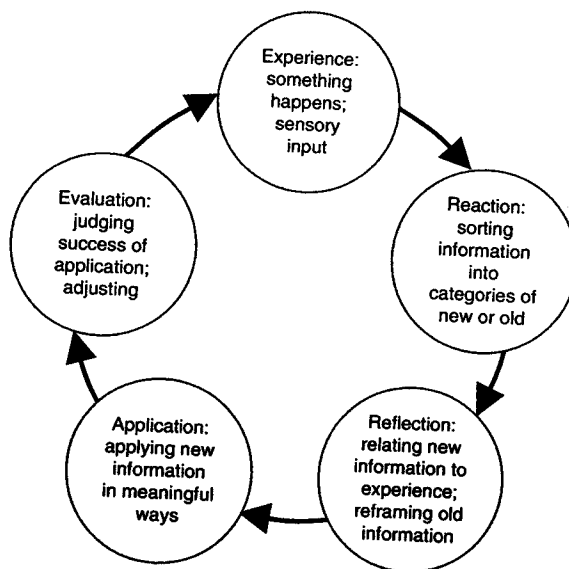 Experience:
something
happens;
sensory
input
Reaction:
sorting
information
into
categories of
new or old
Reflection:
relating new
information to
experience;
reframing old
information
Application:
applying new
information
in meaningful
ways
Evaluation:
judging
success of
application;
adjusting